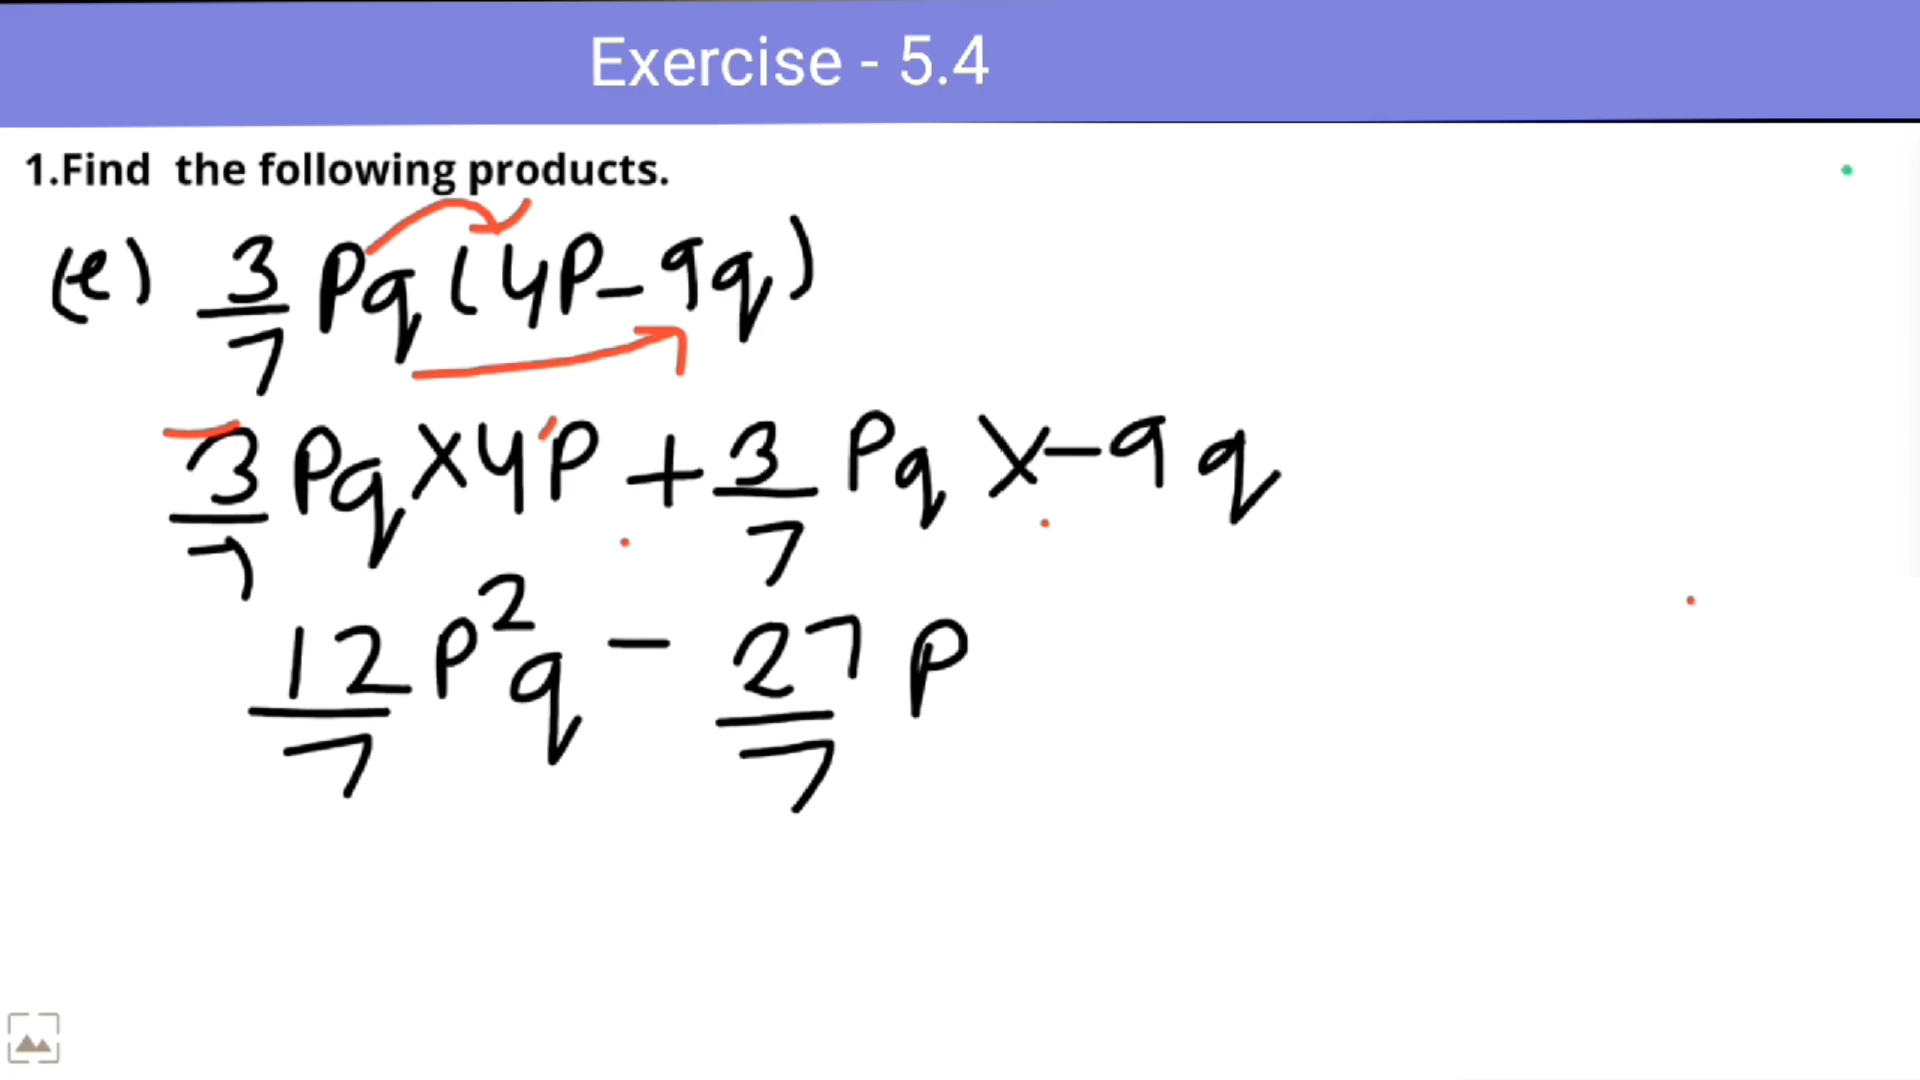 Exercise - 5.4
1.Find the following products.
(e) 3/7 Pq (4P - 9q)
3/7 Pq x 4P + 3/7 Pq x - 9q
12/7 P²q - 27/7 P